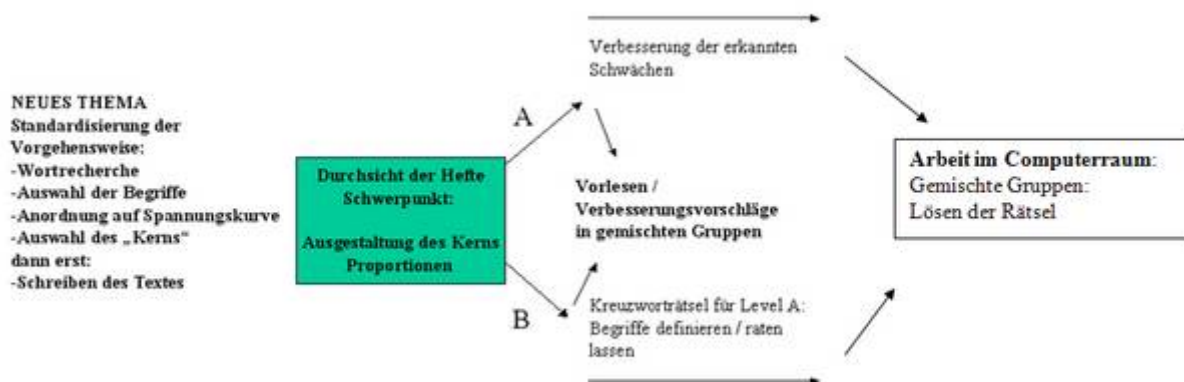 NEUES THEMA
Standardisierung der
Vorgehensweise:
-Wortrecherche
-Auswahl der Begriffe
-Anordnung auf Spannungskurve
-Auswahl des „Kerns“
dann erst:
-Schreiben des Textes
Durchsicht der Hefte
Schwerpunkt:
Ausgestaltung des Kerns
Proportionen
A
B
Verbesserung der erkannten
Schwächen
Vorlesen /
Verbesserungsvorschläge
in gemischten Gruppen
Kreuzworträtsel für Level A:
Begriffe definieren / raten
lassen
Arbeit im Computerraum:
Gemischte Gruppen:
Lösen der Rätsel